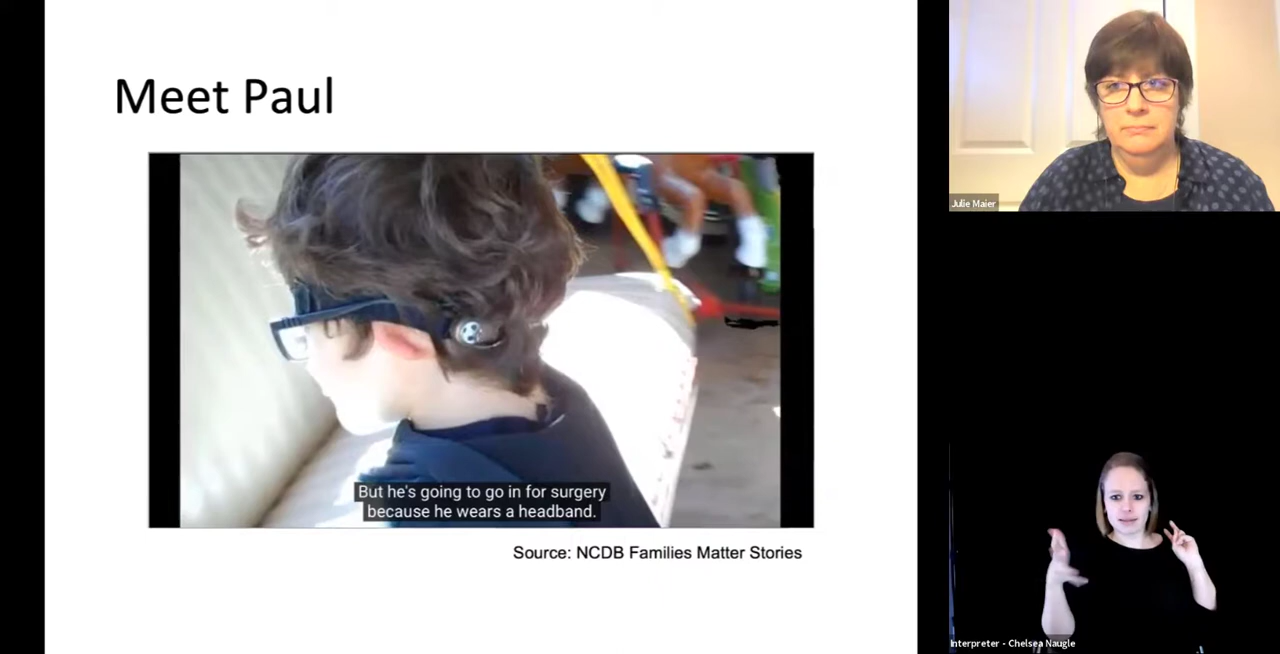 Meet Paul
But he's going to go in for surgery
because he wears a headband.
Source: NCDB Families Matter Stories
Julie Maier
Interpreter - Chelsea Naugle